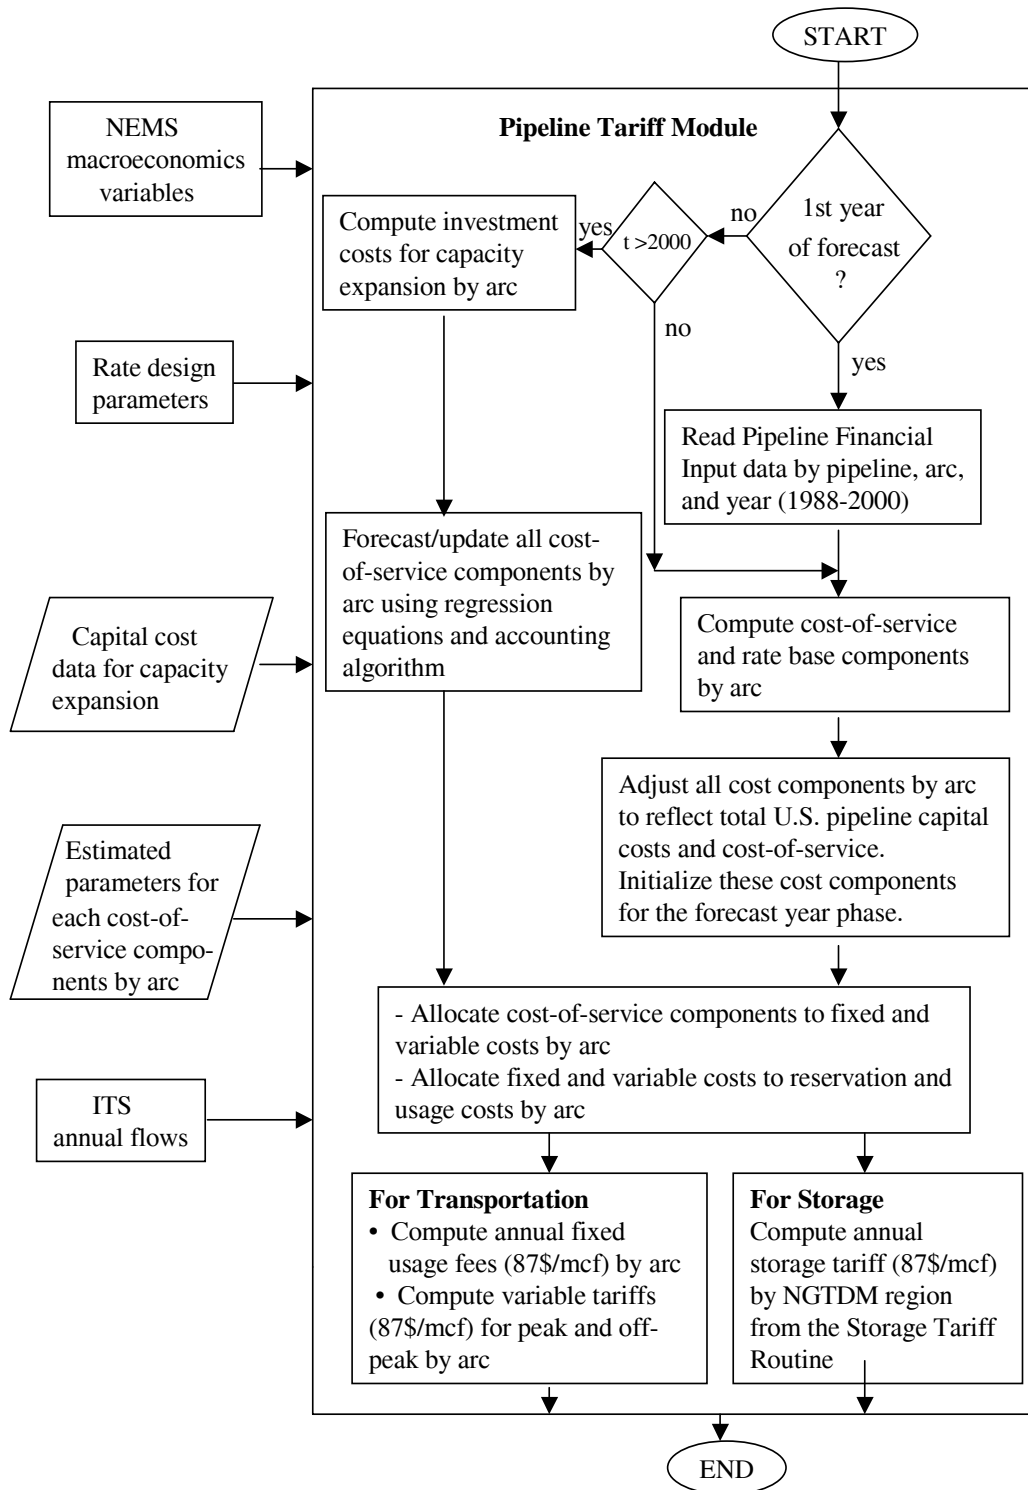 START
Pipeline Tariff Module
NEMS
macroeconomics
variables
1st year
of forecast
?
no
t >2000
yes
no
yes
Compute investment
costs for capacity
expansion by arc
Rate design
parameters
Read Pipeline Financial
Input data by pipeline, arc,
and year (1988-2000)
Forecast/update all cost-
of-service components by
arc using regression
equations and accounting
algorithm
Capital cost
data for capacity
expansion
Compute cost-of-service
and rate base components
by arc
Adjust all cost components by arc
to reflect total U.S. pipeline capital
costs and cost-of-service.
Initialize these cost components
for the forecast year phase.
Estimated
parameters for
each cost-of-
service compo-
nents by arc
- Allocate cost-of-service components to fixed and
variable costs by arc
- Allocate fixed and variable costs to reservation and
usage costs by arc
ITS
annual flows
For Transportation
• Compute annual fixed
usage fees (87$/mcf) by arc
• Compute variable tariffs
(87$/mcf) for peak and off-
peak by arc
For Storage
Compute annual
storage tariff (87$/mcf)
by NGTDM region
from the Storage Tariff
Routine
END